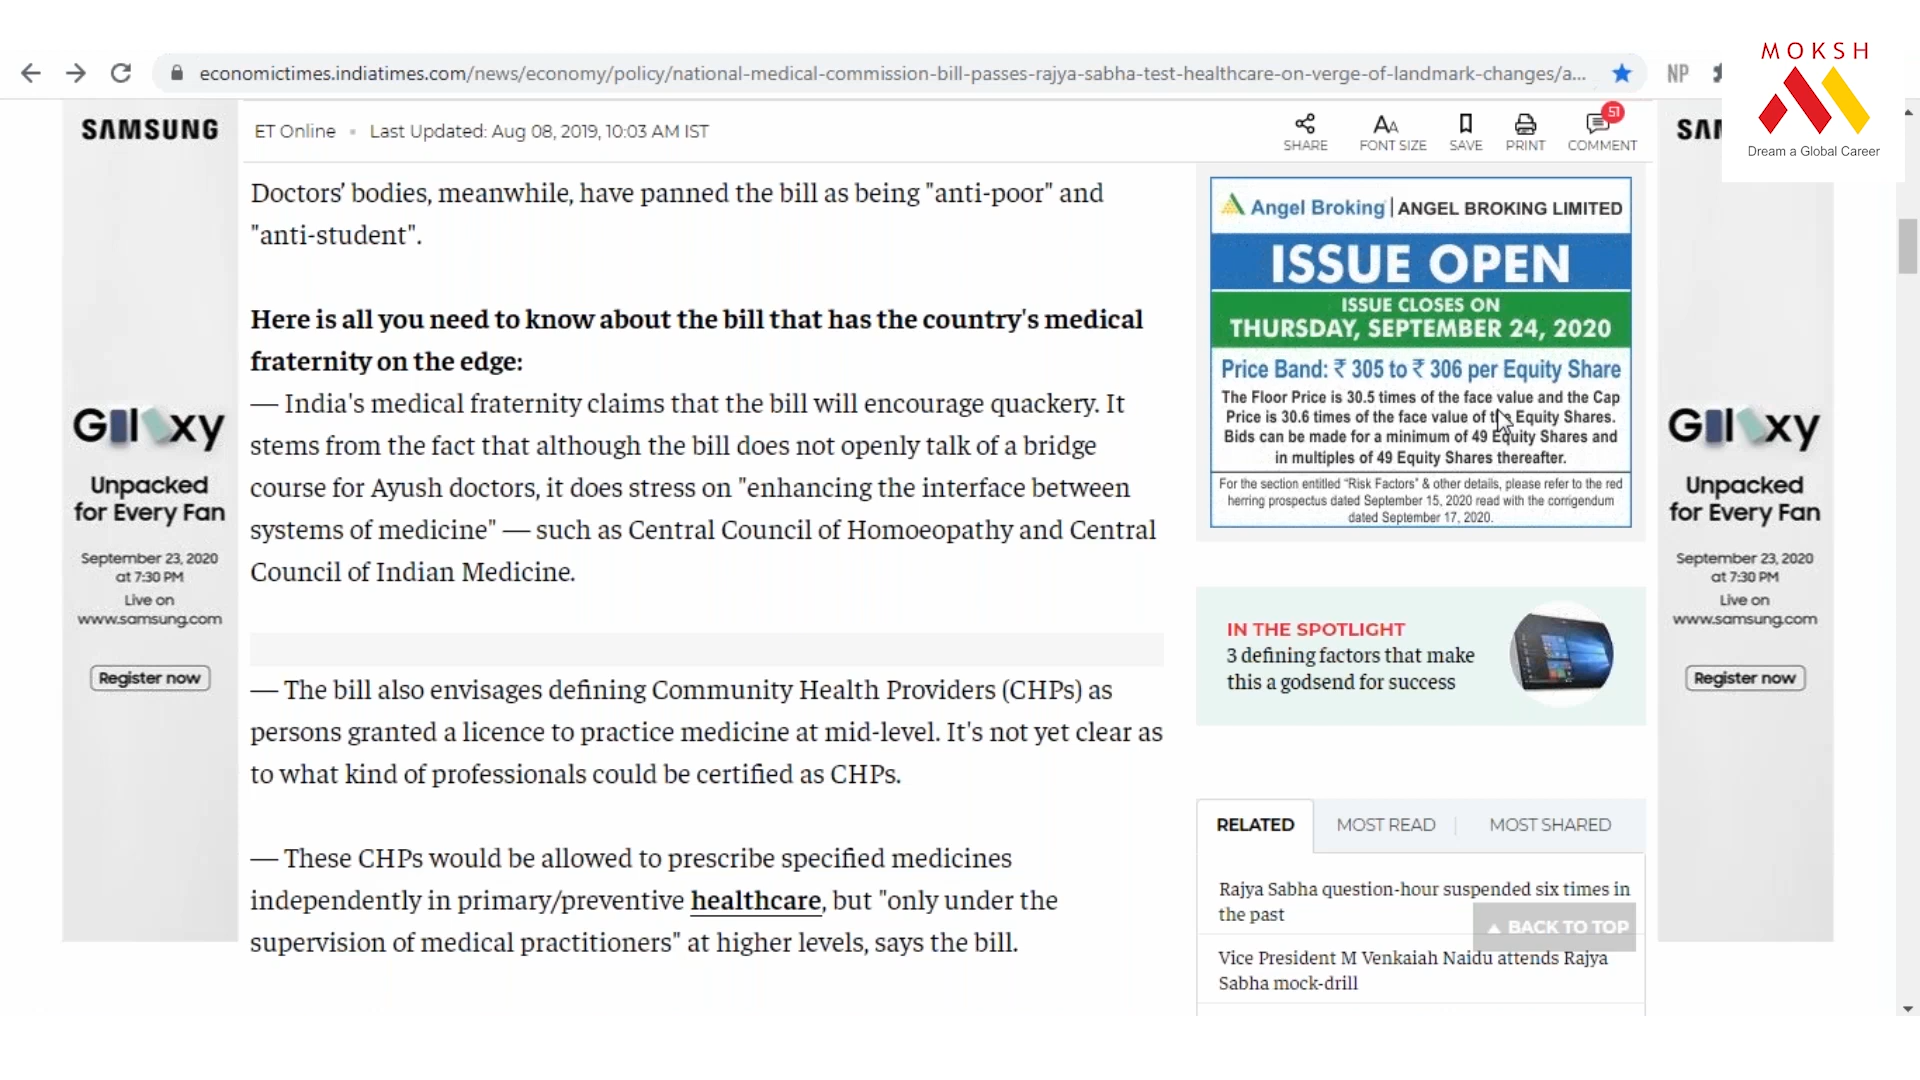 MOKSH
Dream a Global Career
economictimes.indiatimes.com/news/economy/policy/national-medical-commission-bill-passes-rajya-sabha-test-healthcare-on-verge-of-landmark-changes/a...
NP
SAMSUNG
ET Online • Last Updated: Aug 08, 2019, 10:03 AM IST
SHARE
FONT SIZE
SAVE
PRINT
51
COMMENT
Doctors' bodies, meanwhile, have panned the bill as being "anti-poor" and
"anti-student".
Here is all you need to know about the bill that has the country's medical
fraternity on the edge:
— India's medical fraternity claims that the bill will encourage quackery. It
stems from the fact that although the bill does not openly talk of a bridge
course for Ayush doctors, it does stress on "enhancing the interface between
systems of medicine" — such as Central Council of Homoeopathy and Central
Council of Indian Medicine.
— The bill also envisages defining Community Health Providers (CHPs) as
persons granted a licence to practice medicine at mid-level. It's not yet clear as
to what kind of professionals could be certified as CHPs.
— These CHPs would be allowed to prescribe specified medicines
independently in primary/preventive healthcare, but "only under the
supervision of medical practitioners" at higher levels, says the bill.
Galaxy
Unpacked
for Every Fan
September 23, 2020
at 7:30 PM
Live on
www.samsung.com
Register now
Angel Broking | ANGEL BROKING LIMITED
ISSUE OPEN
ISSUE CLOSES ON
THURSDAY, SEPTEMBER 24, 2020
Price Band: ₹ 305 to ₹ 306 per Equity Share
The Floor Price is 30.5 times of the face value and the Cap
Price is 30.6 times of the face value of the Equity Shares.
Bids can be made for a minimum of 49 Equity Shares and
in multiples of 49 Equity Shares thereafter.
For the section entitled "Risk Factors" & other details, please refer to the red
herring prospectus dated September 15, 2020 read with the corrigendum
dated September 17, 2020.
IN THE SPOTLIGHT
3 defining factors that make
this a godsend for success
RELATED
MOST READ
MOST SHARED
Rajya Sabha question-hour suspended six times in
the past
BACK TO TOP
Vice President M Venkaiah Naidu attends Rajya
Sabha mock-drill
Galaxy
Unpacked
for Every Fan
September 23, 2020
at 7:30 PM
Live on
www.samsung.com
Register now